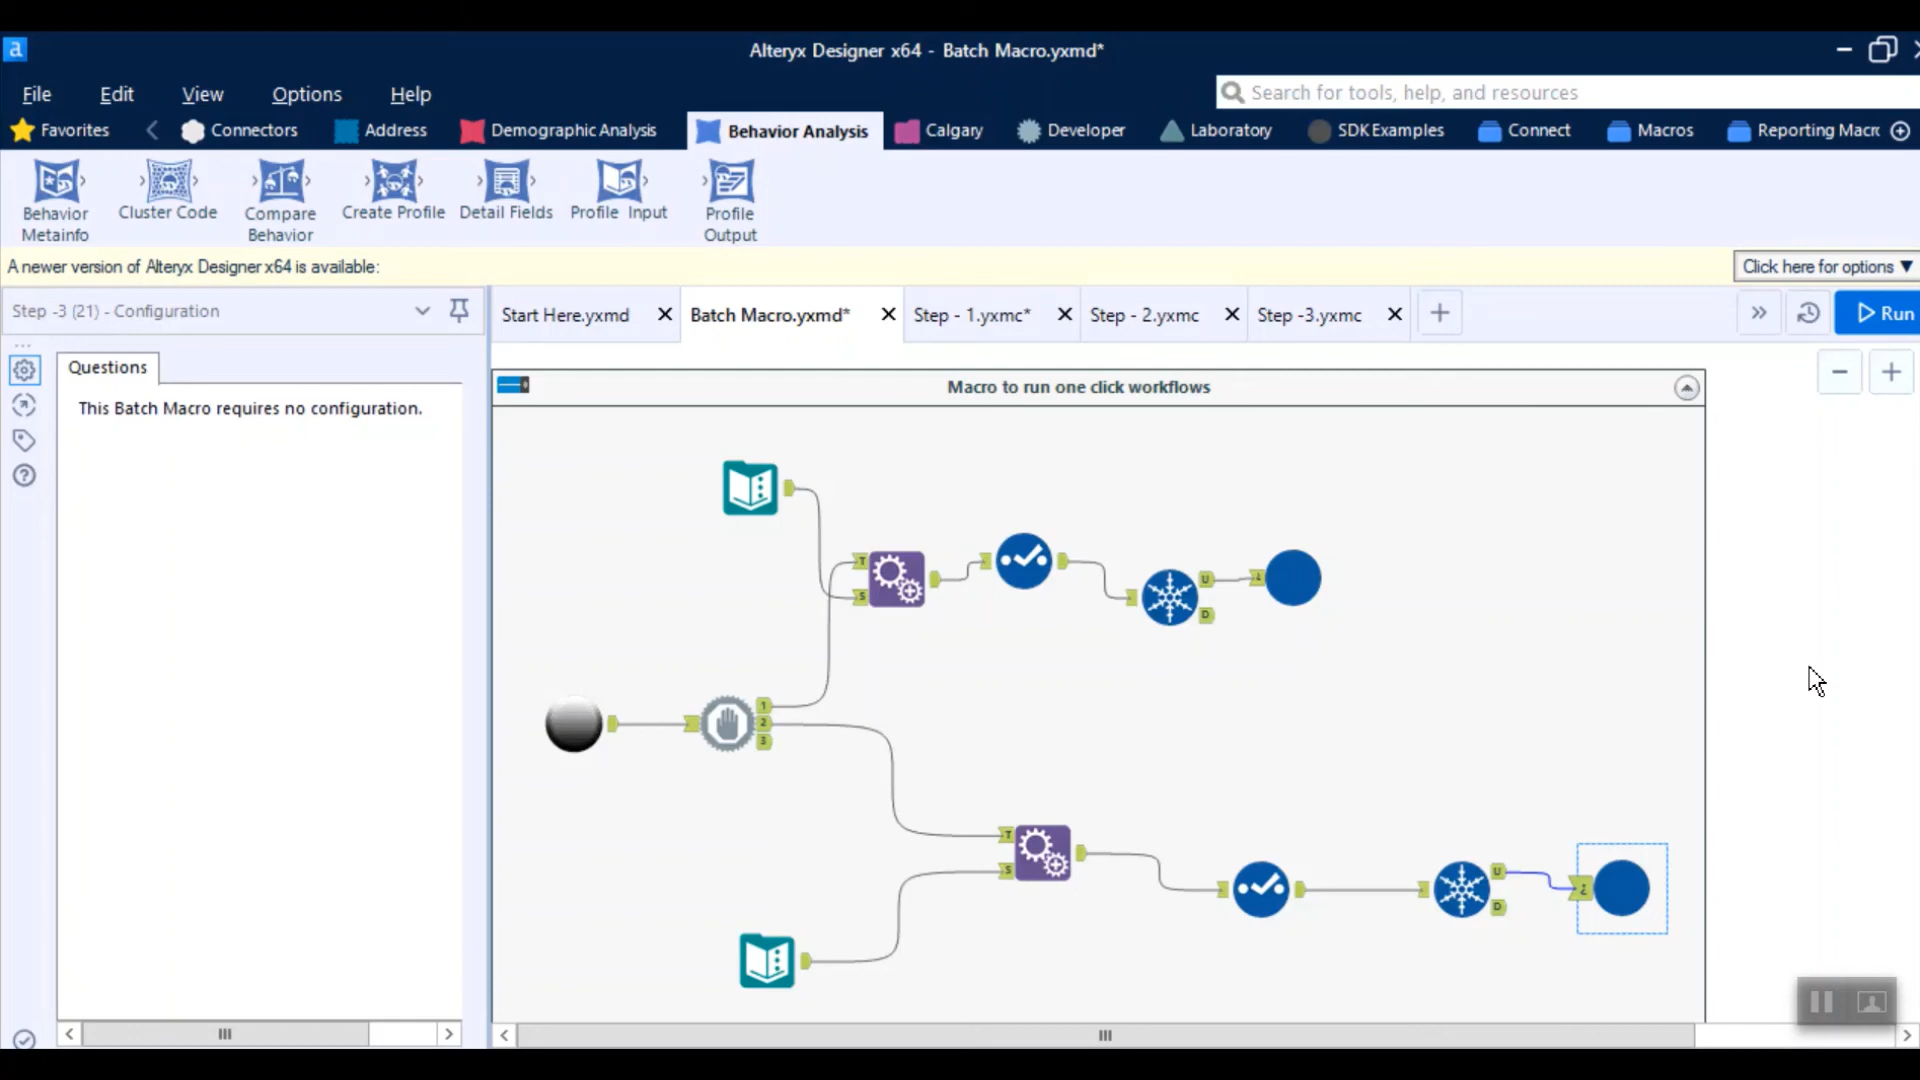 a
Alteryx Designer x64 - Batch Macro.yxmd*
File Edit View Options Help
Search for tools, help, and resources
Favorites Connectors Address Demographic Analysis Behavior Analysis Calgary Developer Laboratory SDKExamples Connect Macros Reporting Macr
Behavior Metainfo
Cluster Code
Compare Behavior
Create Profile
Detail Fields
Profile Input
Profile Output
A newer version of Alteryx Designer x64 is available:
Click here for options ▼
Step -3 (21) - Configuration
Start Here.yxmd
Batch Macro.yxmd*
Step - 1.yxmc*
Step - 2.yxmc
Step -3.yxmc
Run
Questions
This Batch Macro requires no configuration.
Macro to run one click workflows
T
S
U
D
1
2
3
T
S
U
D